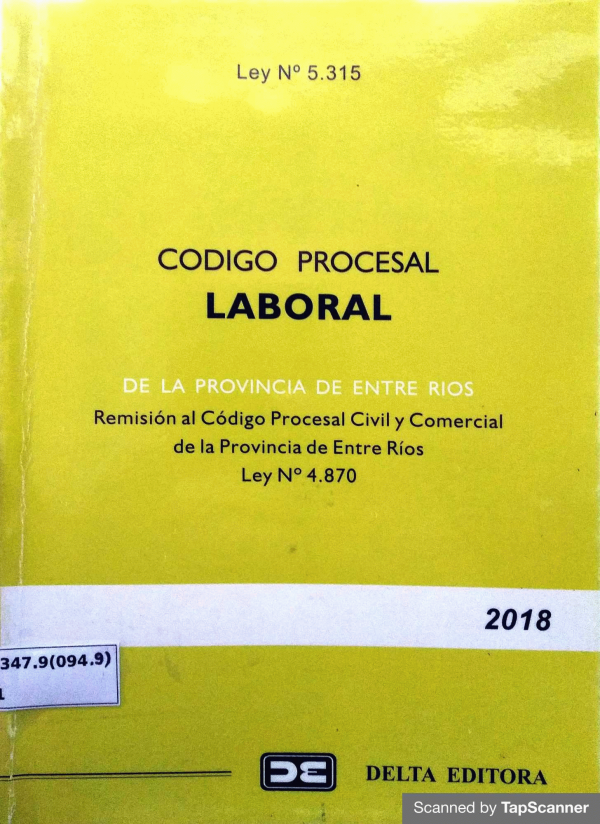 Ley Nº 5.315
CODIGO PROCESAL
LABORAL
DE LA PROVINCIA DE ENTRE RIOS
Remisión al Código Procesal Civil y Comercial
de la Provincia de Entre Ríos
Ley Nº 4.870
2018
347.9(094.9)
1
DE DELTA EDITORA
Scanned by TapScanner